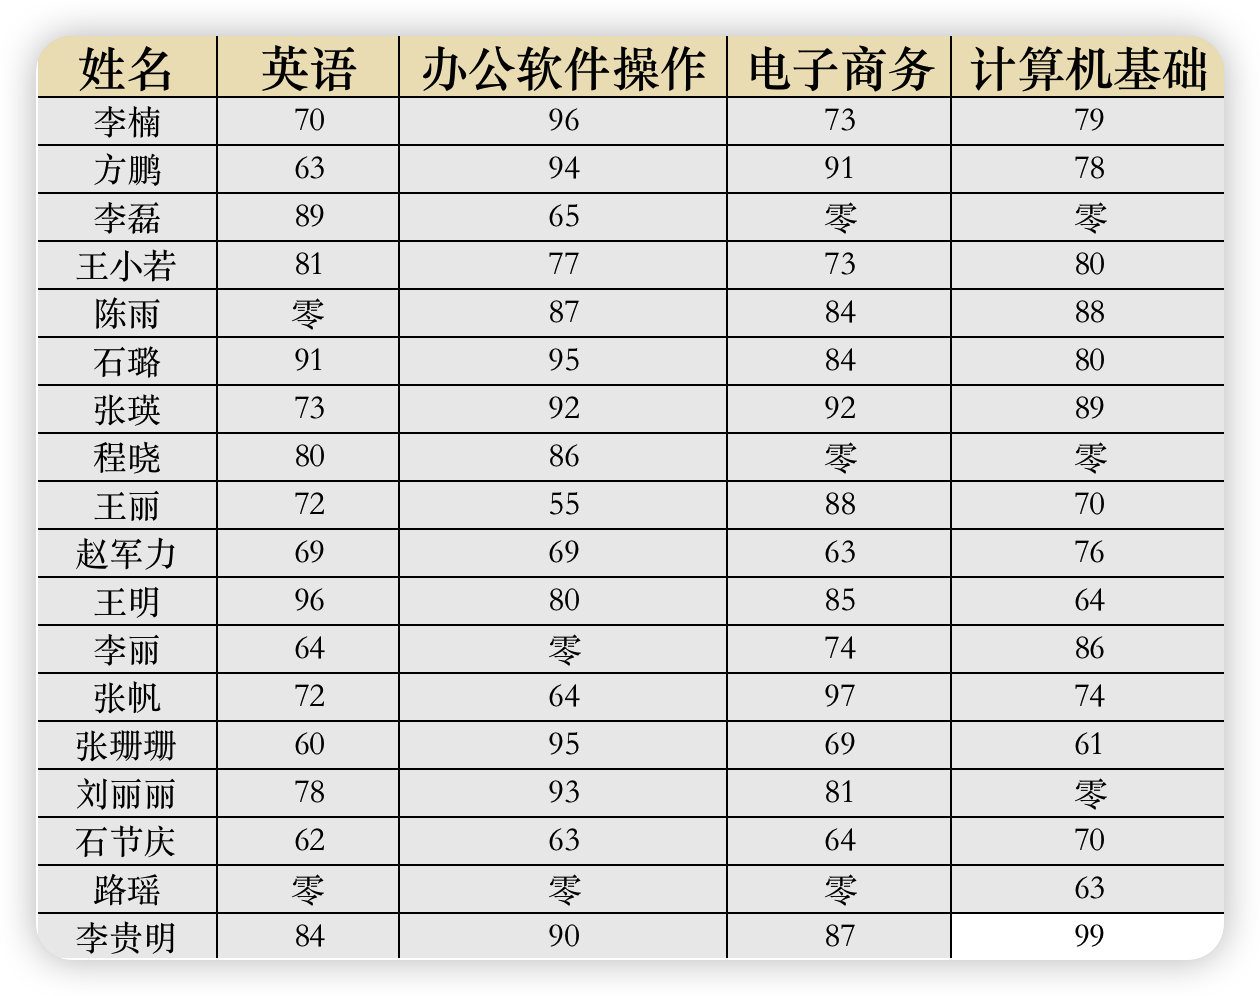 姓名 英语 办公软件操作 电子商务 计算机基础
李楠 70 96 73 79
方鹏 63 94 91 78
李磊 89 65 零 零
王小若 81 77 73 80
陈雨 零 87 84 88
石璐 91 95 84 80
张瑛 73 92 92 89
程晓 80 86 零 零
王丽 72 55 88 70
赵军力 69 69 63 76
王明 96 80 85 64
李丽 64 零 74 86
张帆 72 64 97 74
张珊珊 60 95 69 61
刘丽丽 78 93 81 零
石节庆 62 63 64 70
路瑶 零 零 零 63
李贵明 84 90 87 99